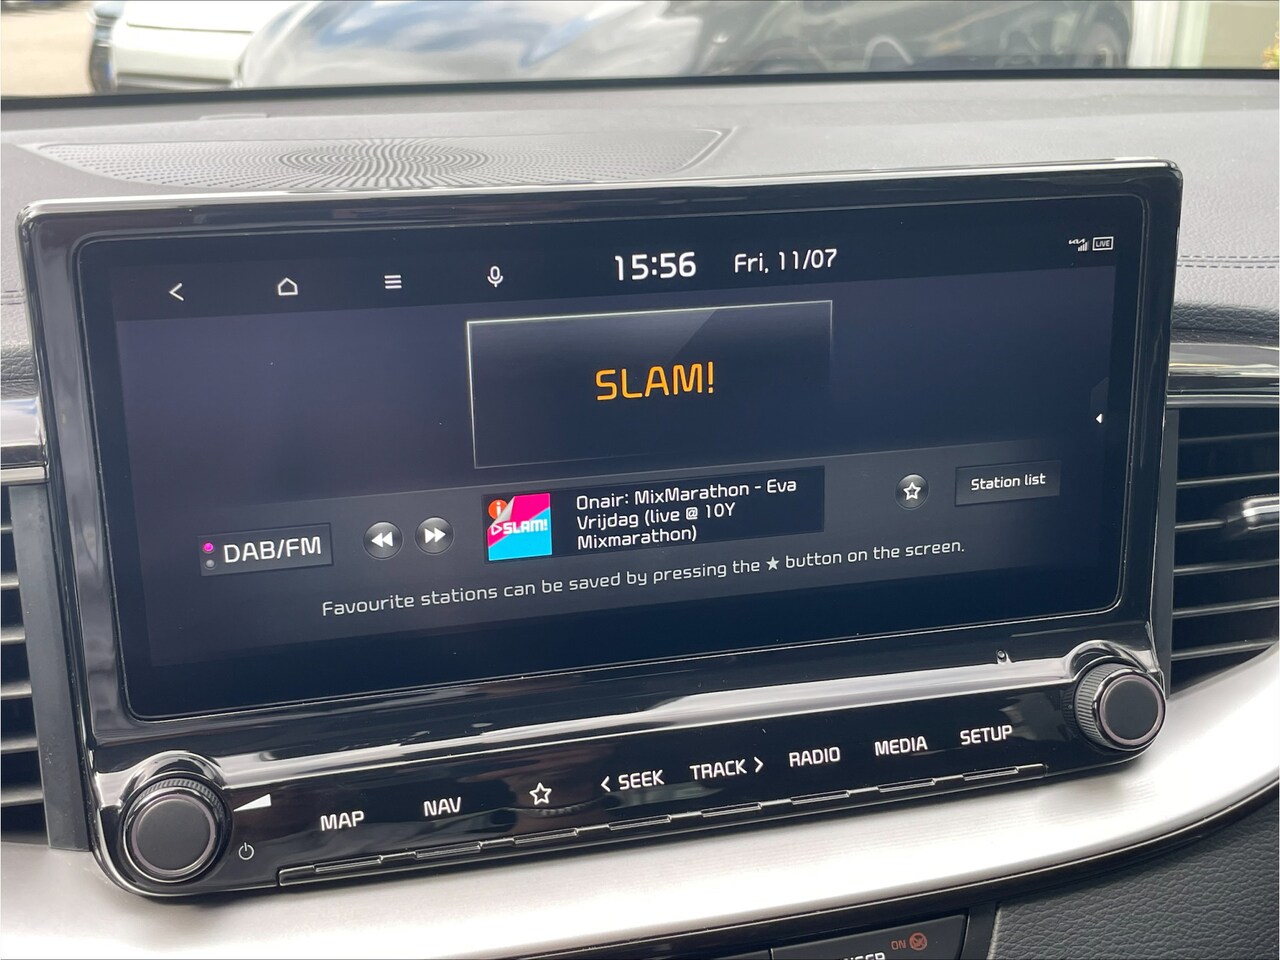 15:56 Fri, 11/07
LIVE
SLAM!
SLAM!
Onair: MixMarathon - Eva
Vrijdag (live @ 10Y
Mixmarathon)
Station list
DAB/FM
Favourite stations can be saved by pressing the ★ button on the screen.
MAP
NAV
< SEEK
TRACK >
RADIO
MEDIA
SETUP
ON